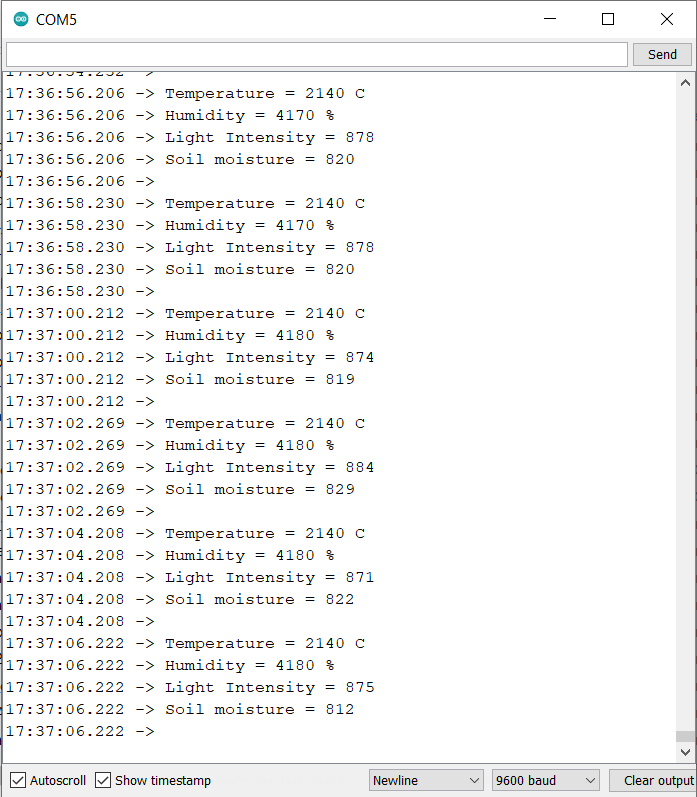 COM5
Send
17:36:54.232 ->
17:36:56.206 -> Temperature = 2140 C
17:36:56.206 -> Humidity = 4170 %
17:36:56.206 -> Light Intensity = 878
17:36:56.206 -> Soil moisture = 820
17:36:56.206 ->
17:36:58.230 -> Temperature = 2140 C
17:36:58.230 -> Humidity = 4170 %
17:36:58.230 -> Light Intensity = 878
17:36:58.230 -> Soil moisture = 820
17:36:58.230 ->
17:37:00.212 -> Temperature = 2140 C
17:37:00.212 -> Humidity = 4180 %
17:37:00.212 -> Light Intensity = 874
17:37:00.212 -> Soil moisture = 819
17:37:00.212 ->
17:37:02.269 -> Temperature = 2140 C
17:37:02.269 -> Humidity = 4180 %
17:37:02.269 -> Light Intensity = 884
17:37:02.269 -> Soil moisture = 829
17:37:02.269 ->
17:37:04.208 -> Temperature = 2140 C
17:37:04.208 -> Humidity = 4180 %
17:37:04.208 -> Light Intensity = 871
17:37:04.208 -> Soil moisture = 822
17:37:04.208 ->
17:37:06.222 -> Temperature = 2140 C
17:37:06.222 -> Humidity = 4180 %
17:37:06.222 -> Light Intensity = 875
17:37:06.222 -> Soil moisture = 812
17:37:06.222 ->
Autoscroll Show timestamp Newline 9600 baud Clear output